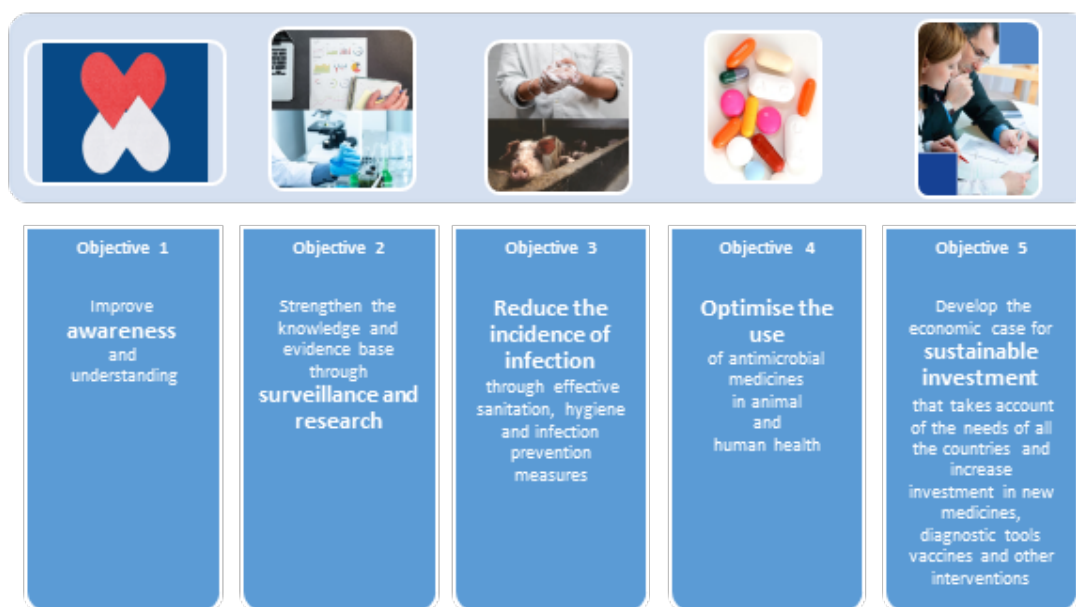 Objective 1
Improve
awareness
and
understanding
Objective 2
Strengthen the
knowledge and
evidence base
through
surveillance and
research
Objective 3
Reduce the
incidence of
infection
through effective
sanitation, hygiene
and infection
prevention
measures
Objective 4
Optimise the
use
of antimicrobial
medicines
in animal
and
human health
Objective 5
Develop the
economic case for
sustainable
investment
that takes account
of the needs of all
the countries and
increase
investment in new
medicines,
diagnostic tools
vaccines and other
interventions